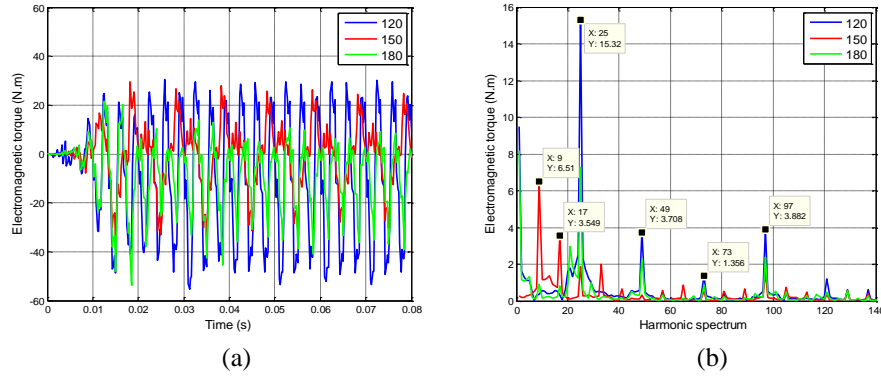 60
40
20
0
-20
-40
-60
0
0.01
0.02
0.03
0.04
0.05
0.06
0.07
0.08
Electromagnetic torque (N.m)
Time (s)
120
150
180
(a)
16
14
12
10
8
6
4
2
0
0
20
40
60
80
100
120
140
Electromagnetic torque (N.m)
Harmonic spectrum
120
150
180
X: 25
Y: 15.32
X: 9
Y: 6.51
X: 17
Y: 3.549
X: 49
Y: 3.708
X: 73
Y: 1.356
X: 97
Y: 3.882
(b)